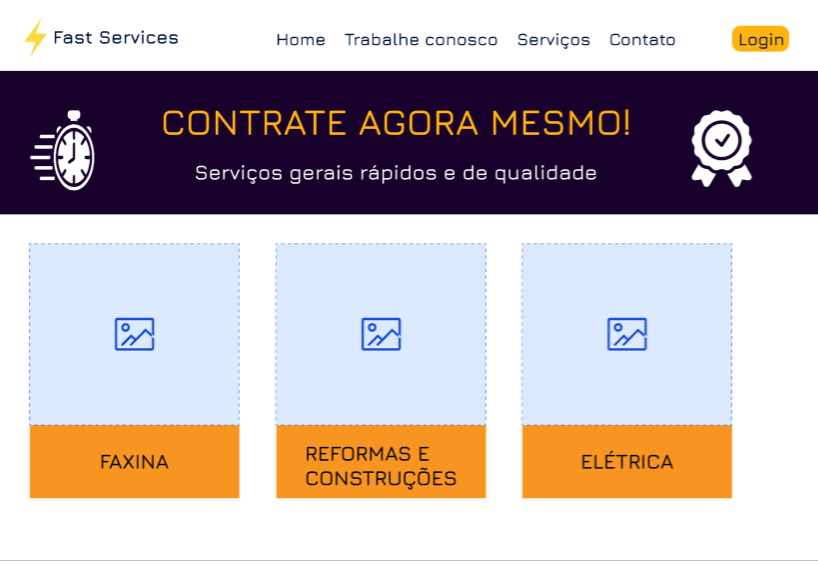 Fast Services
Home Trabalhe conosco Serviços Contato Login
CONTRATE AGORA MESMO!
Serviços gerais rápidos e de qualidade
FAXINA
REFORMAS E
CONSTRUÇÕES
ELÉTRICA